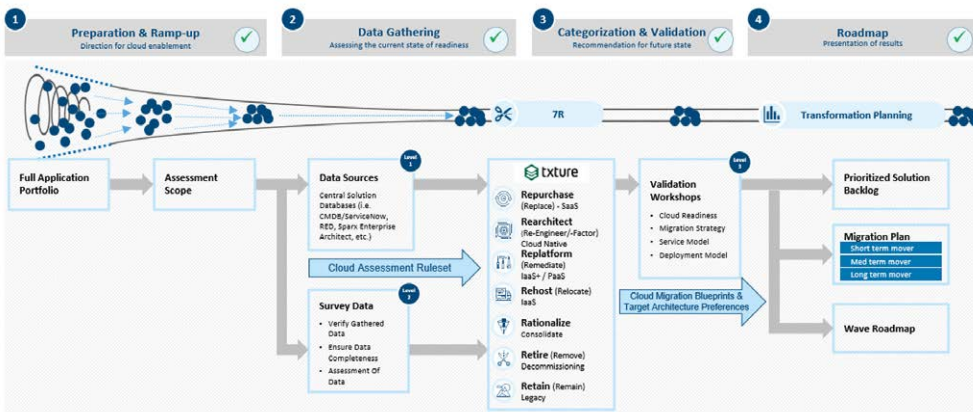 1
Preparation & Ramp-up
Direction for cloud enablement
2
Data Gathering
Assessing the current state of readiness
3
Categorization & Validation
Recommendation for future state
4
Roadmap
Presentation of results
7R
Transformation Planning
Full Application
Portfolio
Assessment
Scope
Level
1
Data Sources
Central Solution
Databases (i.e.
CMDB/ServiceNow,
RED, Sparx Enterprise
Architect, etc.)
Cloud Assessment Ruleset
Level
2
Survey Data
• Verify Gathered
Data
• Ensure Data
Completeness
• Assessment Of
Data
txture
Repurchase
(Replace) - SaaS
Rearchitect
(Re-Engineer/-Factor)
Cloud Native
Replatform
(Remediate)
IaaS+ / PaaS
Rehost (Relocate)
IaaS
Rationalize
Consolidate
Retire (Remove)
Decommissioning
Retain (Remain)
Legacy
Level
3
Validation
Workshops
• Cloud Readiness
• Migration Strategy
• Service Model
• Deployment Model
Cloud Migration Blueprints &
Target Architecture Preferences
Prioritized Solution
Backlog
Migration Plan
Short term mover
Med term mover
Long term mover
Wave Roadmap